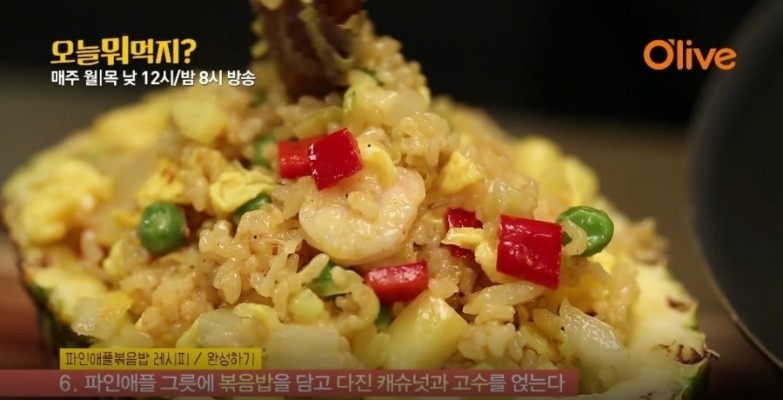 오늘뭐먹지?
매주 월|목 낮 12시/밤 8시 방송
O'live
파인애플볶음밥 레시피 / 완성하기
6. 파인애플 그릇에 볶음밥을 담고 다진 캐슈넛과 고수를 얹는다